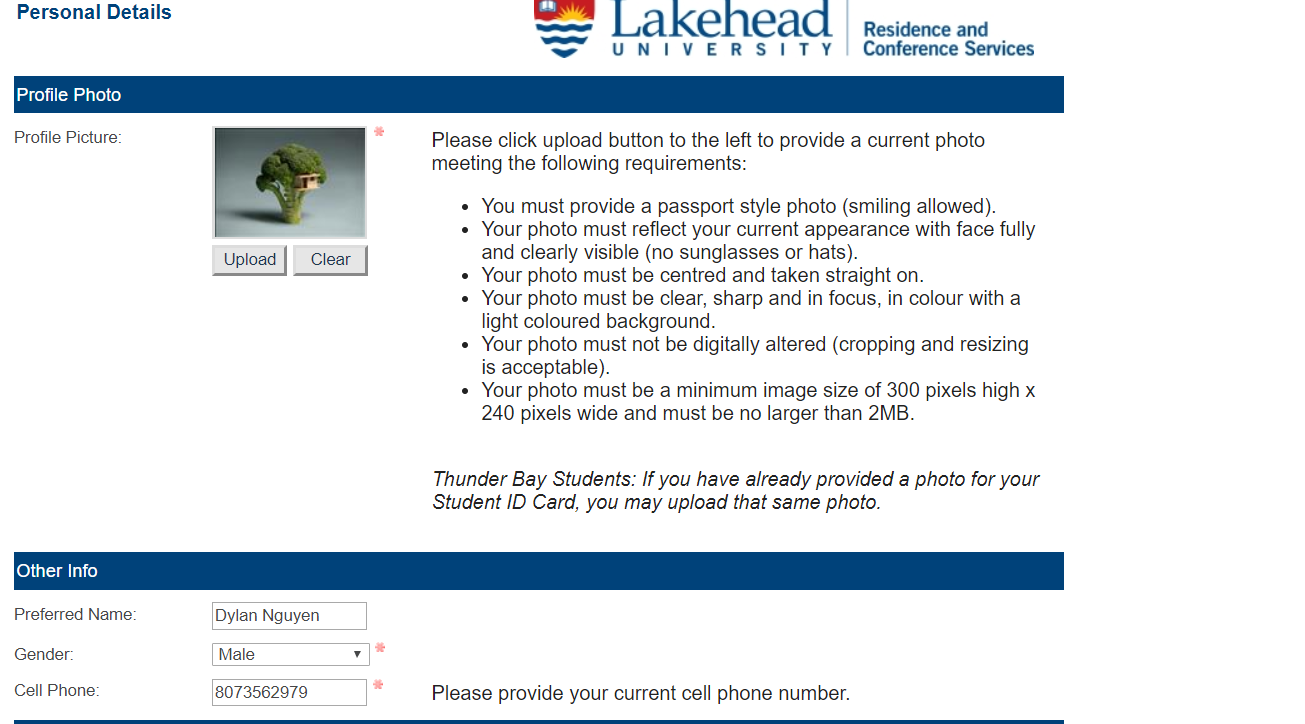 Personal Details
Lakehead
UNIVERSITY
Residence and
Conference Services
Profile Photo
Profile Picture:
*
Upload
Clear
Please click upload button to the left to provide a current photo
meeting the following requirements:
• You must provide a passport style photo (smiling allowed).
• Your photo must reflect your current appearance with face fully
and clearly visible (no sunglasses or hats).
• Your photo must be centred and taken straight on.
• Your photo must be clear, sharp and in focus, in colour with a
light coloured background.
• Your photo must not be digitally altered (cropping and resizing
is acceptable).
• Your photo must be a minimum image size of 300 pixels high x
240 pixels wide and must be no larger than 2MB.
Thunder Bay Students: If you have already provided a photo for your
Student ID Card, you may upload that same photo.
Other Info
Preferred Name: Dylan Nguyen
Gender: Male *
Cell Phone: 8073562979 * Please provide your current cell phone number.